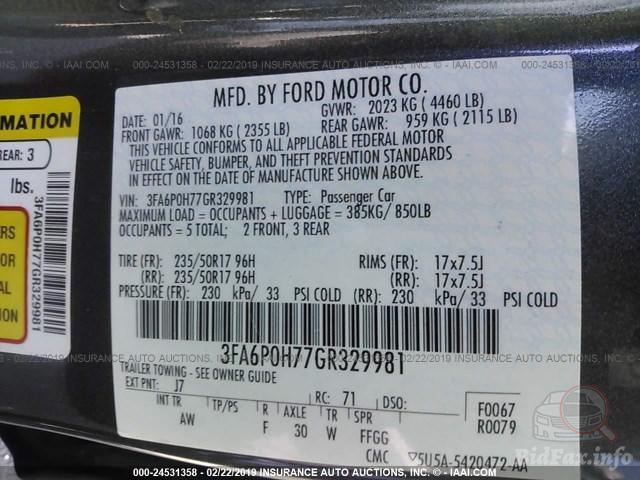 000-24531358 - 02/22/2019 INSURANCE AUTO AUCTIONS, INC. - www.IAAI.com
MFD. BY FORD MOTOR CO.
DATE: 01/16
GVWR: 2023 KG (4460 LB)
FRONT GAWR: 1068 KG (2355 LB)
REAR GAWR: 959 KG (2115 LB)
THIS VEHICLE CONFORMS TO ALL APPLICABLE FEDERAL MOTOR
VEHICLE SAFETY, BUMPER, AND THEFT PREVENTION STANDARDS
IN EFFECT ON THE DATE OF MANUFACTURE SHOWN ABOVE.
VIN: 3FA6P0H77GR329981 TYPE: Passenger Car
MAXIMUM LOAD = OCCUPANTS + LUGGAGE = 385KG/ 850LB
OCCUPANTS = 5 TOTAL; 2 FRONT, 3 REAR
TIRE (FR): 235/50R17 96H RIMS (FR): 17x7.5J
(RR): 235/50R17 96H (RR): 17x7.5J
PRESSURE (FR): 230 kPa/ 33 PSI COLD (RR): 230 kPa/ 33 PSI COLD
3FA6P0H77GR329981
TRAILER TOWING - SEE OWNER GUIDE
EXT PNT: J7 RC: 71 DSO:
INT TR TP/PS R AXLE TR SPR
AW F 30 W FFGG
F0067
R0079
CMC 5U5A-5420472-AA
MATION
REAR: 3
lbs.
3FA6P0H77GR329981
ERS
OR
AL
TION
BidFax.info
000-24531358 - 02/22/2019 INSURANCE AUTO AUCTIONS, INC. - www.IAAI.com